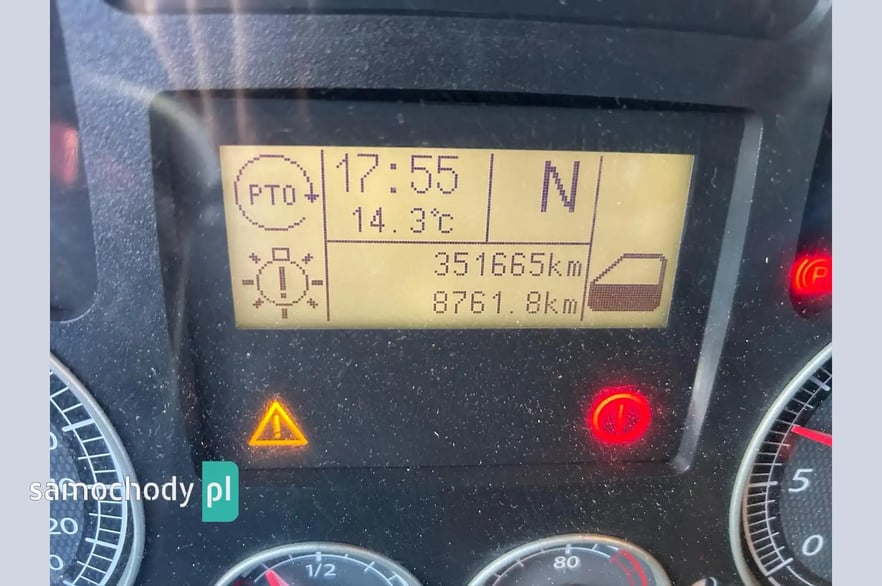 17:55
N
PTO
14.3°C
351665km
8761.8km
P
samochody pl
5
20
0
1/2
80